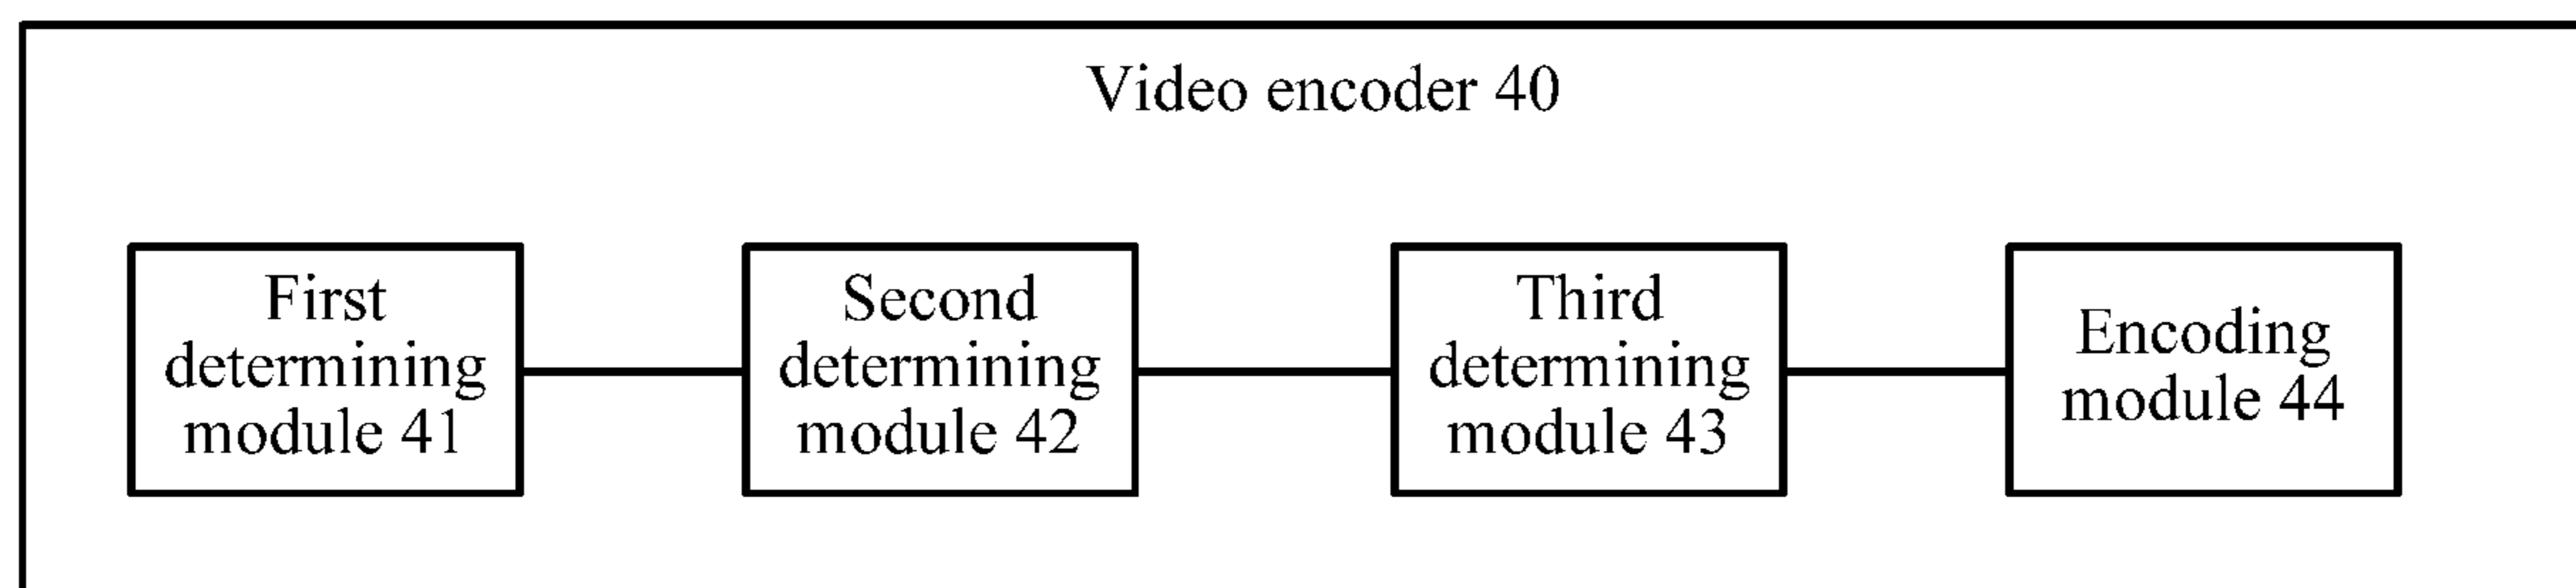 Video encoder 40
First
determining
module 41
Second
determining
module 42
Third
determining
module 43
Encoding
module 44